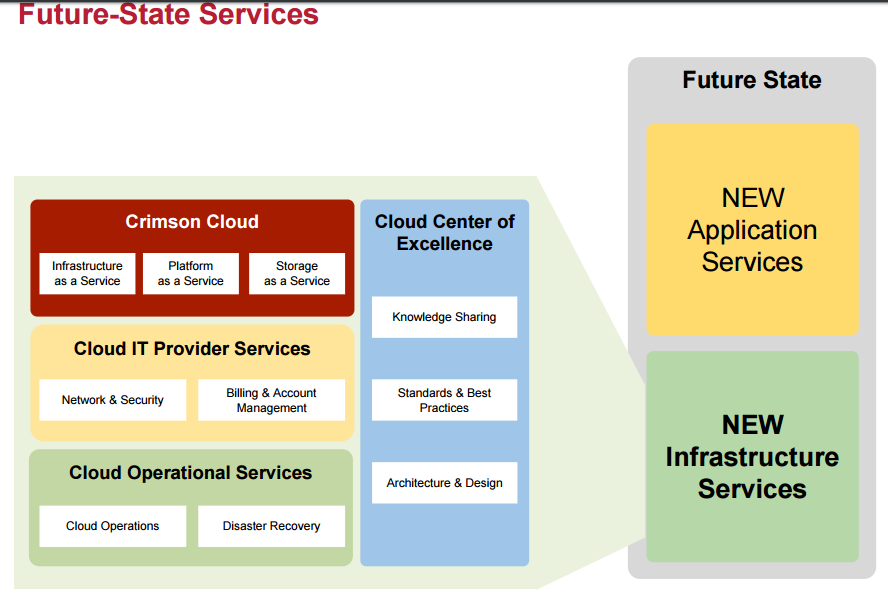 Future-State Services
Future State
NEW
Application
Services
NEW
Infrastructure
Services
Crimson Cloud
Infrastructure
as a Service
Platform
as a Service
Storage
as a Service
Cloud IT Provider Services
Network & Security
Billing & Account
Management
Cloud Operational Services
Cloud Operations
Disaster Recovery
Cloud Center of
Excellence
Knowledge Sharing
Standards & Best
Practices
Architecture & Design